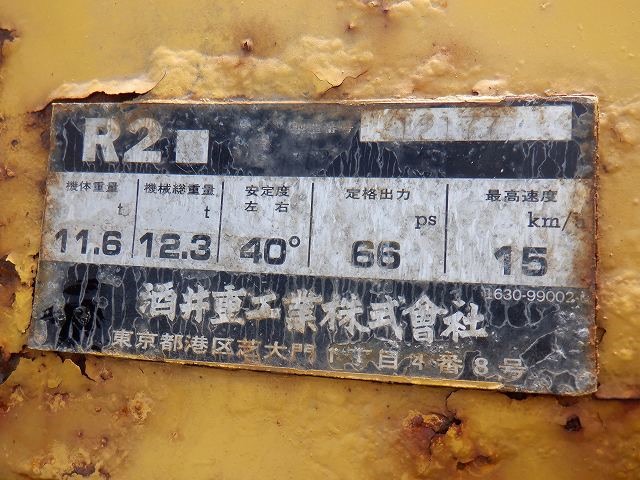 R2
機体重量 機械総重量 安定度 定格出力 最高速度
t t 左右 ps km/h
11.6 12.3 40° 66 15
1630-99002
酒井重工業株式會社
東京都港区芝大門1丁目4番8号